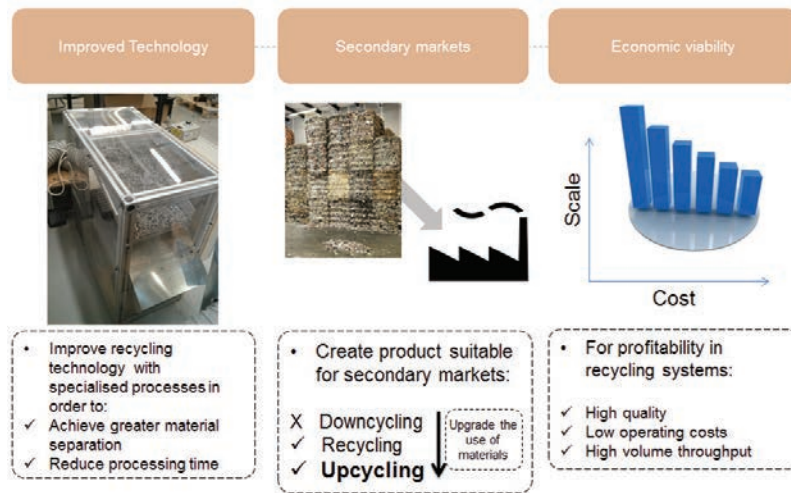 Improved Technology
Secondary markets
Economic viability
Scale
Cost
• Improve recycling
technology with
specialised processes in
order to:
✓ Achieve greater material
separation
✓ Reduce processing time
• Create product suitable
for secondary markets:
X Downcycling
✓ Recycling
✓ Upcycling
Upgrade the
use of
materials
• For profitability in
recycling systems:
✓ High quality
✓ Low operating costs
✓ High volume throughput